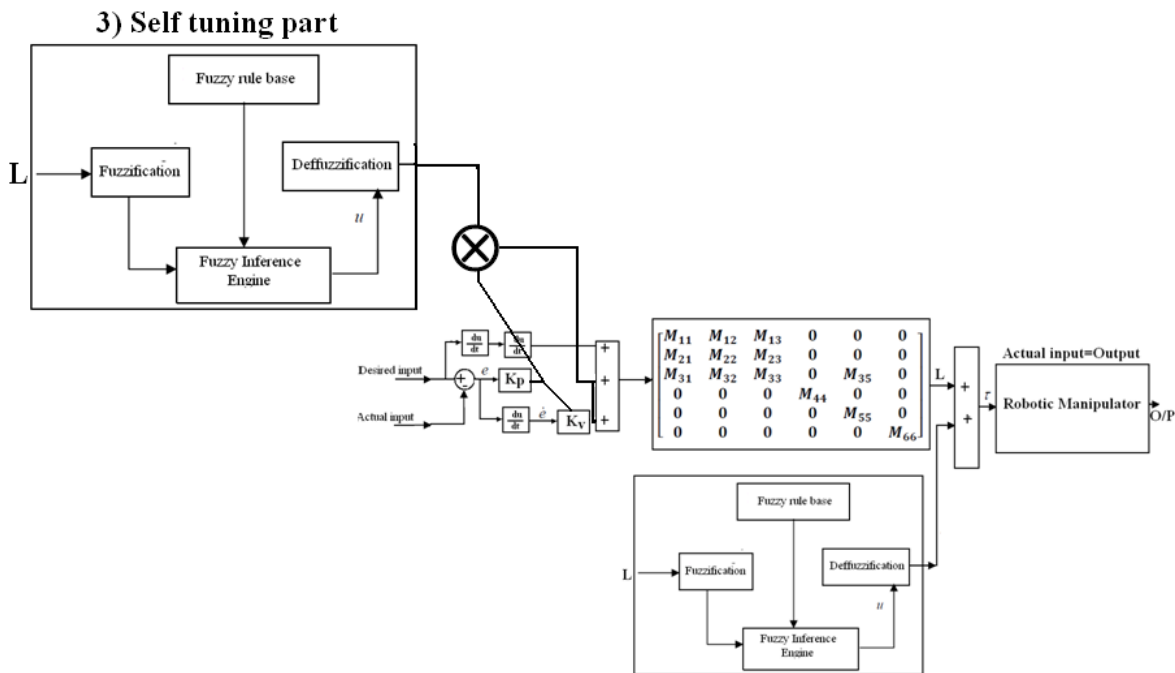 3) Self tuning part
Fuzzy rule base
L
Fuzzification
Deffuzzification
u
Fuzzy Inference
Engine
Desired input
du
dt
du
dt
+
-
e
Kp
Actual input
du
dt
ė
Kv
+
+
+
M11 M12 M13 0 0 0
M21 M22 M23 0 0 0
M31 M32 M33 0 M35 0
0 0 0 M44 0 0
0 0 0 0 M55 0
0 0 0 0 0 M66
L
+
+
τ
Actual input=Output
Robotic Manipulator
O/P
Fuzzy rule base
L
Fuzzification
Deffuzzification
u
Fuzzy Inference
Engine